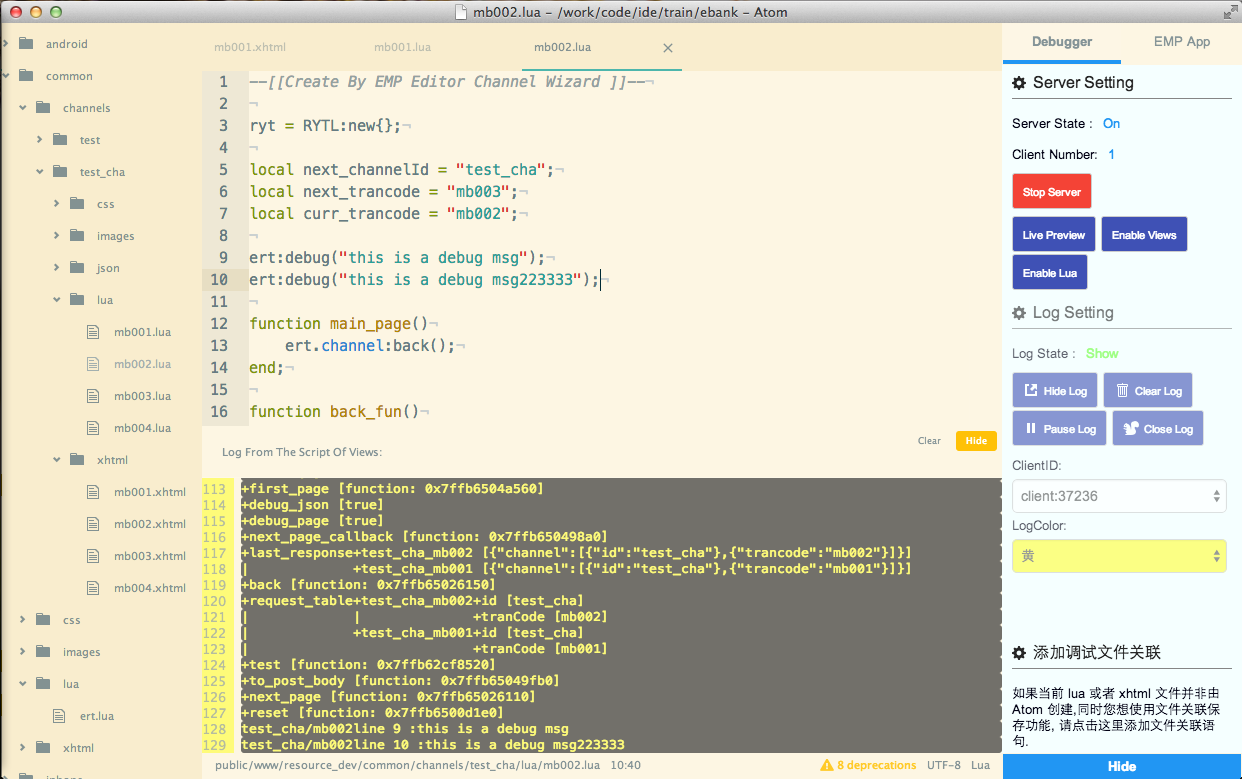 mb002.lua - /work/code/ide/train/ebank - Atom
android
common
channels
test
test_cha
css
images
json
lua
mb001.lua
mb002.lua
mb003.lua
mb004.lua
xhtml
mb001.xhtml
mb002.xhtml
mb003.xhtml
mb004.xhtml
css
images
lua
ert.lua
xhtml
iphone
mb001.xhtml mb001.lua mb002.lua
1 --[[Create By EMP Editor Channel Wizard ]]--¬
2 ¬
3 ryt = RYTL:new{};¬
4 ¬
5 local next_channelId = "test_cha";¬
6 local next_trancode = "mb003";¬
7 local curr_trancode = "mb002";¬
8 ¬
9 ert:debug("this is a debug msg");¬
10 ert:debug("this is a debug msg223333");¬
11 ¬
12 function main_page()¬
13 ert.channel:back();¬
14 end;¬
15 ¬
16 function back_fun()¬
Log From The Script Of Views:
Clear Hide
113 +first_page [function: 0x7ffb6504a560]
114 +debug_json [true]
115 +debug_page [true]
116 +next_page_callback [function: 0x7ffb650498a0]
117 +last_response+test_cha_mb002 [{"channel":[{"id":"test_cha"},{"trancode":"mb002"}]}]
118 | +test_cha_mb001 [{"channel":[{"id":"test_cha"},{"trancode":"mb001"}]}]
119 +back [function: 0x7ffb65026150]
120 +request_table+test_cha_mb002+id [test_cha]
121 | | +tranCode [mb002]
122 | +test_cha_mb001+id [test_cha]
123 | +tranCode [mb001]
124 +test [function: 0x7ffb62cf8520]
125 +to_post_body [function: 0x7ffb65049fb0]
126 +next_page [function: 0x7ffb65026110]
127 +reset [function: 0x7ffb6500d1e0]
128 test_cha/mb002line 9 :this is a debug msg
129 test_cha/mb002line 10 :this is a debug msg223333
public/www/resource_dev/common/channels/test_cha/lua/mb002.lua 10:40 8 deprecations UTF-8 Lua
Debugger EMP App
Server Setting
Server State : On
Client Number: 1
Stop Server
Live Preview Enable Views
Enable Lua
Log Setting
Log State : Show
Hide Log Clear Log
Pause Log Close Log
ClientID:
client:37236
LogColor:
黄
添加调试文件关联
如果当前 lua 或者 xhtml 文件并非由
Atom 创建,同时您想使用文件关联保
存功能, 请点击这里添加文件关联语
句.
Hide